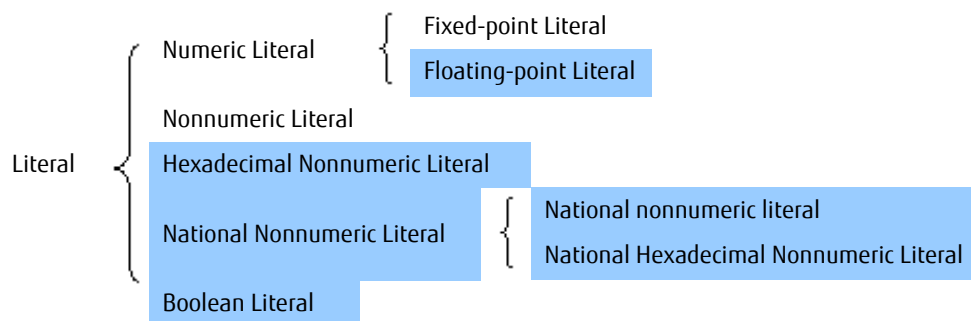 Literal
Numeric Literal
Fixed-point Literal
Floating-point Literal
Nonnumeric Literal
Hexadecimal Nonnumeric Literal
National Nonnumeric Literal
National nonnumeric literal
National Hexadecimal Nonnumeric Literal
Boolean Literal